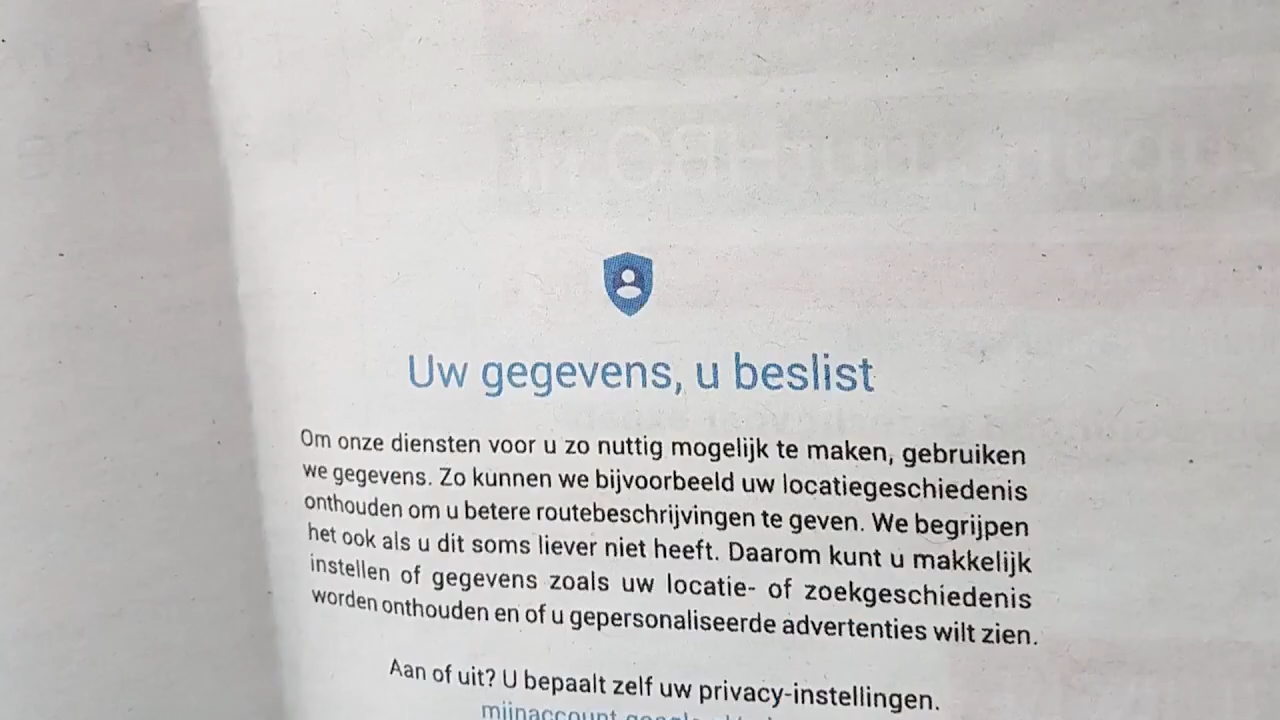 Uw gegevens, u beslist
Om onze diensten voor u zo nuttig mogelijk te maken, gebruiken
we gegevens. Zo kunnen we bijvoorbeeld uw locatiegeschiedenis
onthouden om u betere routebeschrijvingen te geven. We begrijpen
het ook als u dit soms liever niet heeft. Daarom kunt u makkelijk
instellen of gegevens zoals uw locatie- of zoekgeschiedenis
worden onthouden en of u gepersonaliseerde advertenties wilt zien.
Aan of uit? U bepaalt zelf uw privacy-instellingen.